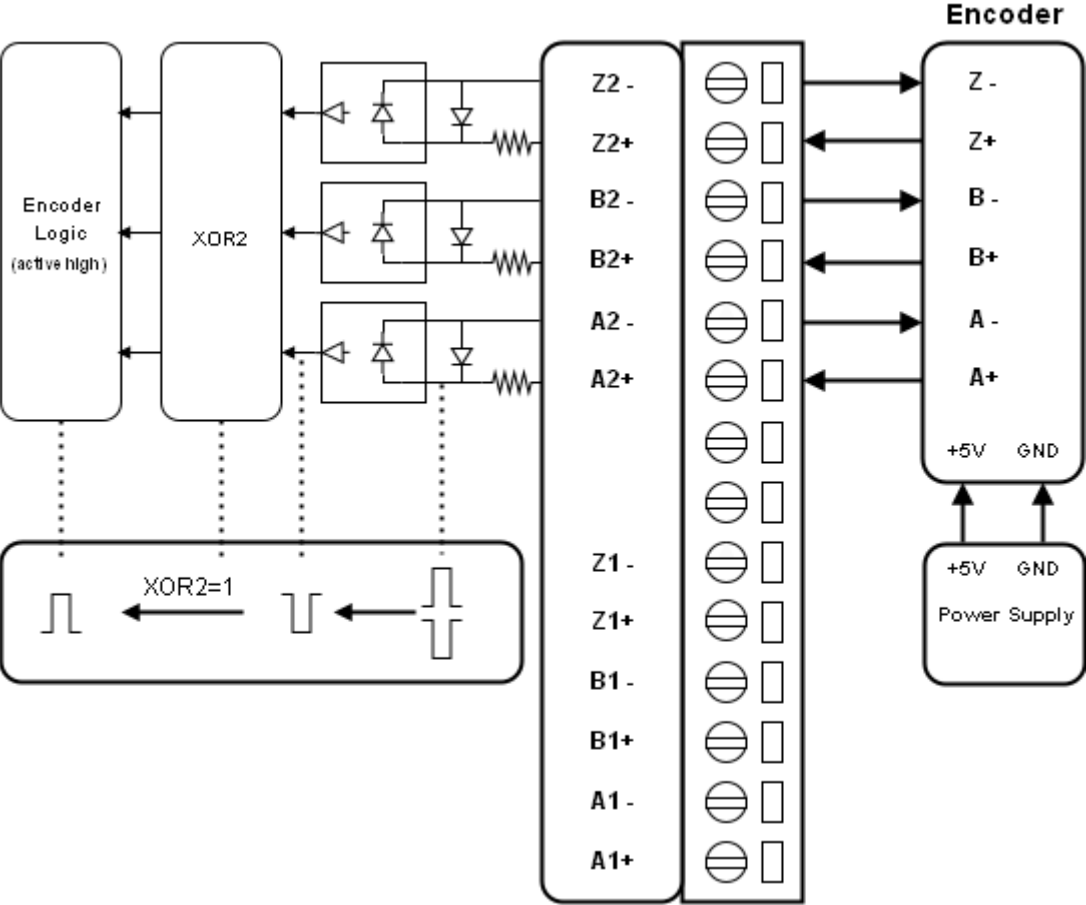 Encoder
Z2 -
Z2+
B2 -
B2+
A2 -
A2+
Z1 -
Z1+
B1 -
B1+
A1 -
A1+
Z -
Z+
B -
B+
A -
A+
+5V GND
+5V GND
Power Supply
Encoder
Logic
(active high)
XOR2
XOR2=1